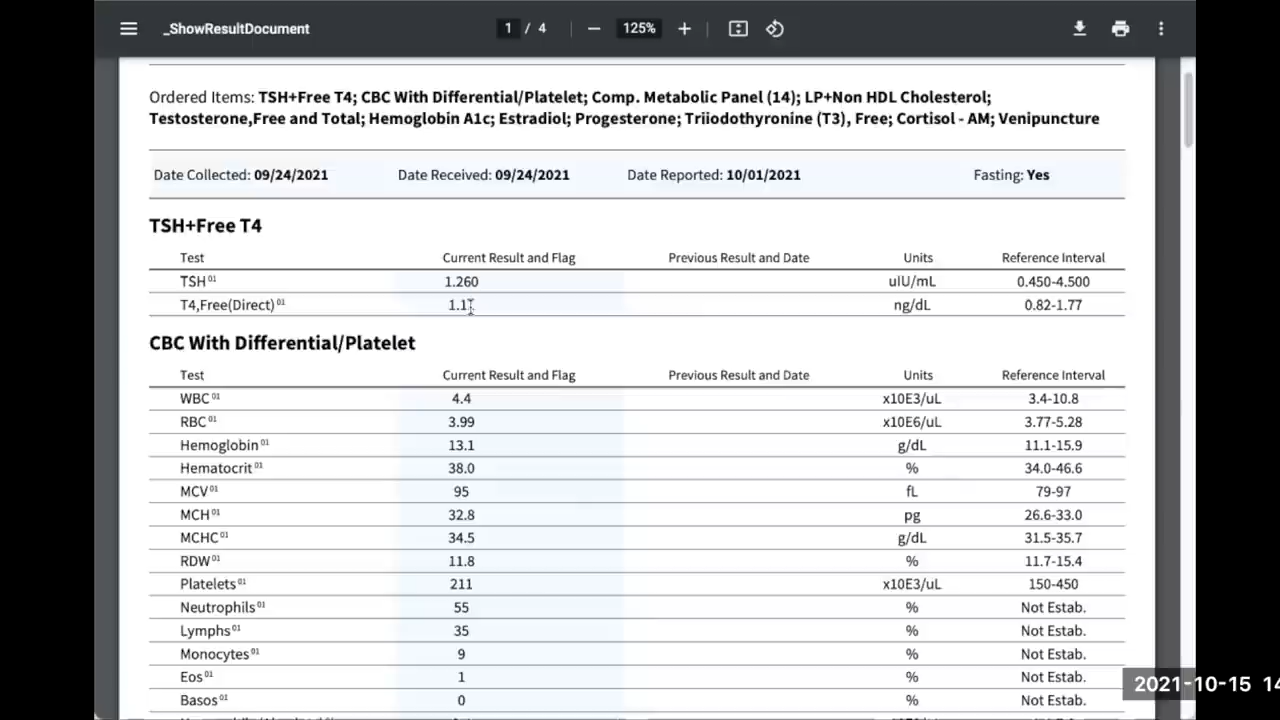 _ShowResultDocument
1 / 4
125%
Ordered Items: TSH+Free T4; CBC With Differential/Platelet; Comp. Metabolic Panel (14); LP+Non HDL Cholesterol;
Testosterone,Free and Total; Hemoglobin A1c; Estradiol; Progesterone; Triiodothyronine (T3), Free; Cortisol - AM; Venipuncture
Date Collected: 09/24/2021 Date Received: 09/24/2021 Date Reported: 10/01/2021 Fasting: Yes
TSH+Free T4
Test Current Result and Flag Previous Result and Date Units Reference Interval
TSH 01 1.260 uIU/mL 0.450-4.500
T4,Free(Direct) 01 ng/dL 0.82-1.77
CBC With Differential/Platelet
Test Current Result and Flag Previous Result and Date Units Reference Interval
WBC 01 4.4 x10E3/uL 3.4-10.8
RBC 01 3.99 x10E6/uL 3.77-5.28
Hemoglobin 01 13.1 g/dL 11.1-15.9
Hematocrit 01 38.0 % 34.0-46.6
MCV 01 95 fL 79-97
MCH 01 32.8 pg 26.6-33.0
MCHC 01 34.5 g/dL 31.5-35.7
RDW 01 11.8 % 11.7-15.4
Platelets 01 211 x10E3/uL 150-450
Neutrophils 01 55 % Not Estab.
Lymphs 01 35 % Not Estab.
Monocytes 01 9 % Not Estab.
Eos 01 1 % Not Estab.
Basos 01 0 % Not Estab.
2021-10-15 14